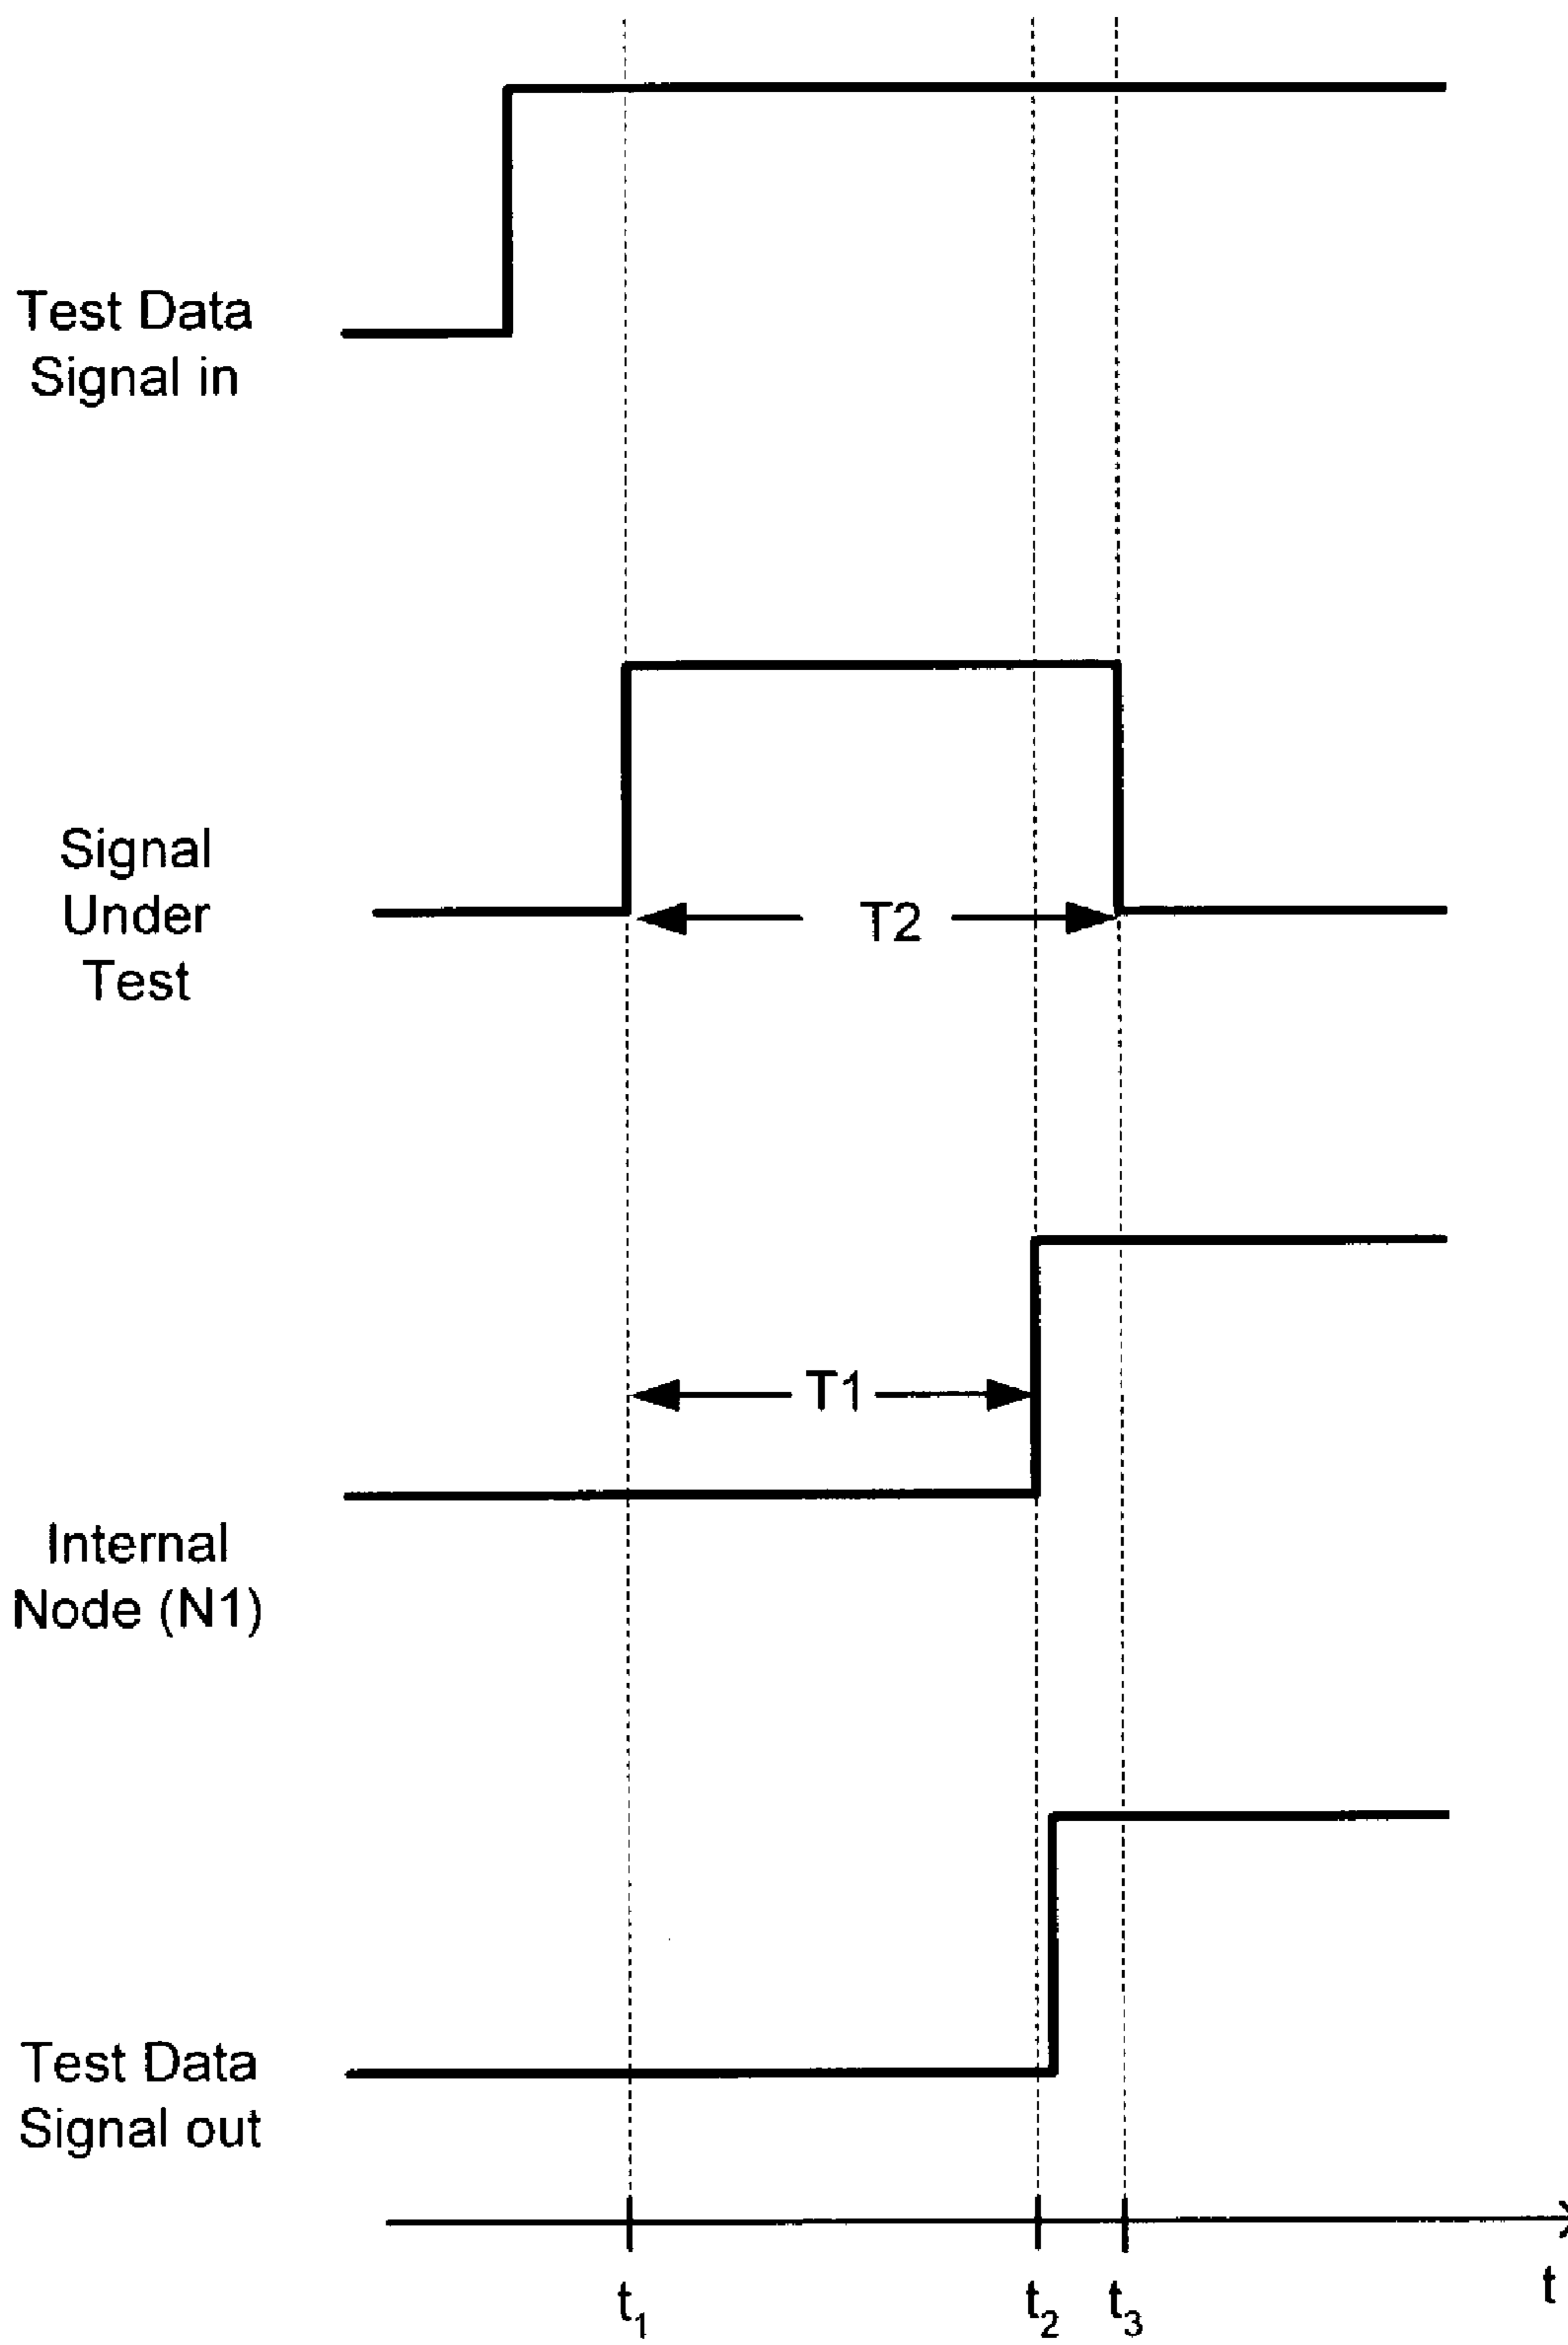 Test Data
Signal in
Signal
Under
Test
T2
T1
Internal
Node (N1)
Test Data
Signal out
t1
t2
t3
t